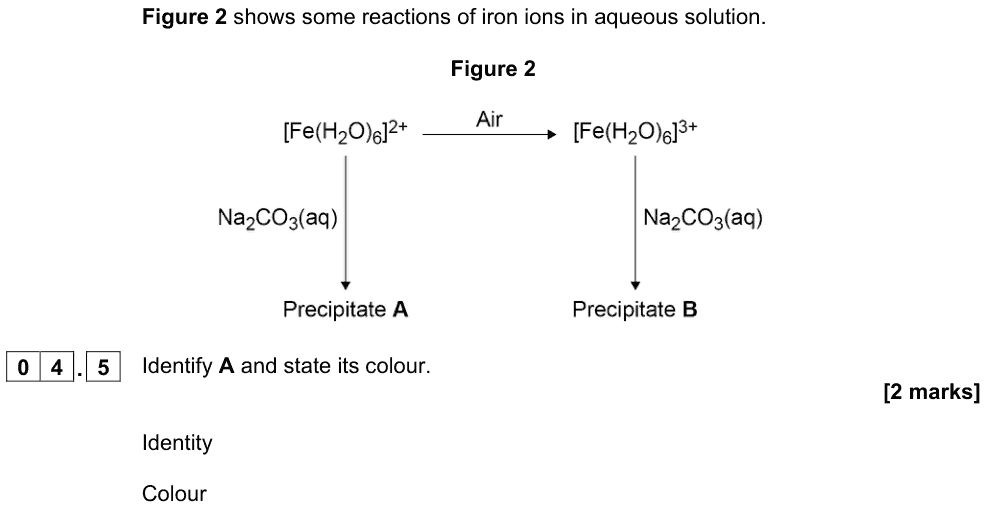 Figure 2 shows some reactions of iron ions in aqueous solution.
Figure 2
[Fe(H₂O)₆]²⁺ Air [Fe(H₂O)₆]³⁺
Na₂CO₃(aq) Na₂CO₃(aq)
Precipitate A Precipitate B
0 4 . 5 Identify A and state its colour.
[2 marks]
Identity
Colour